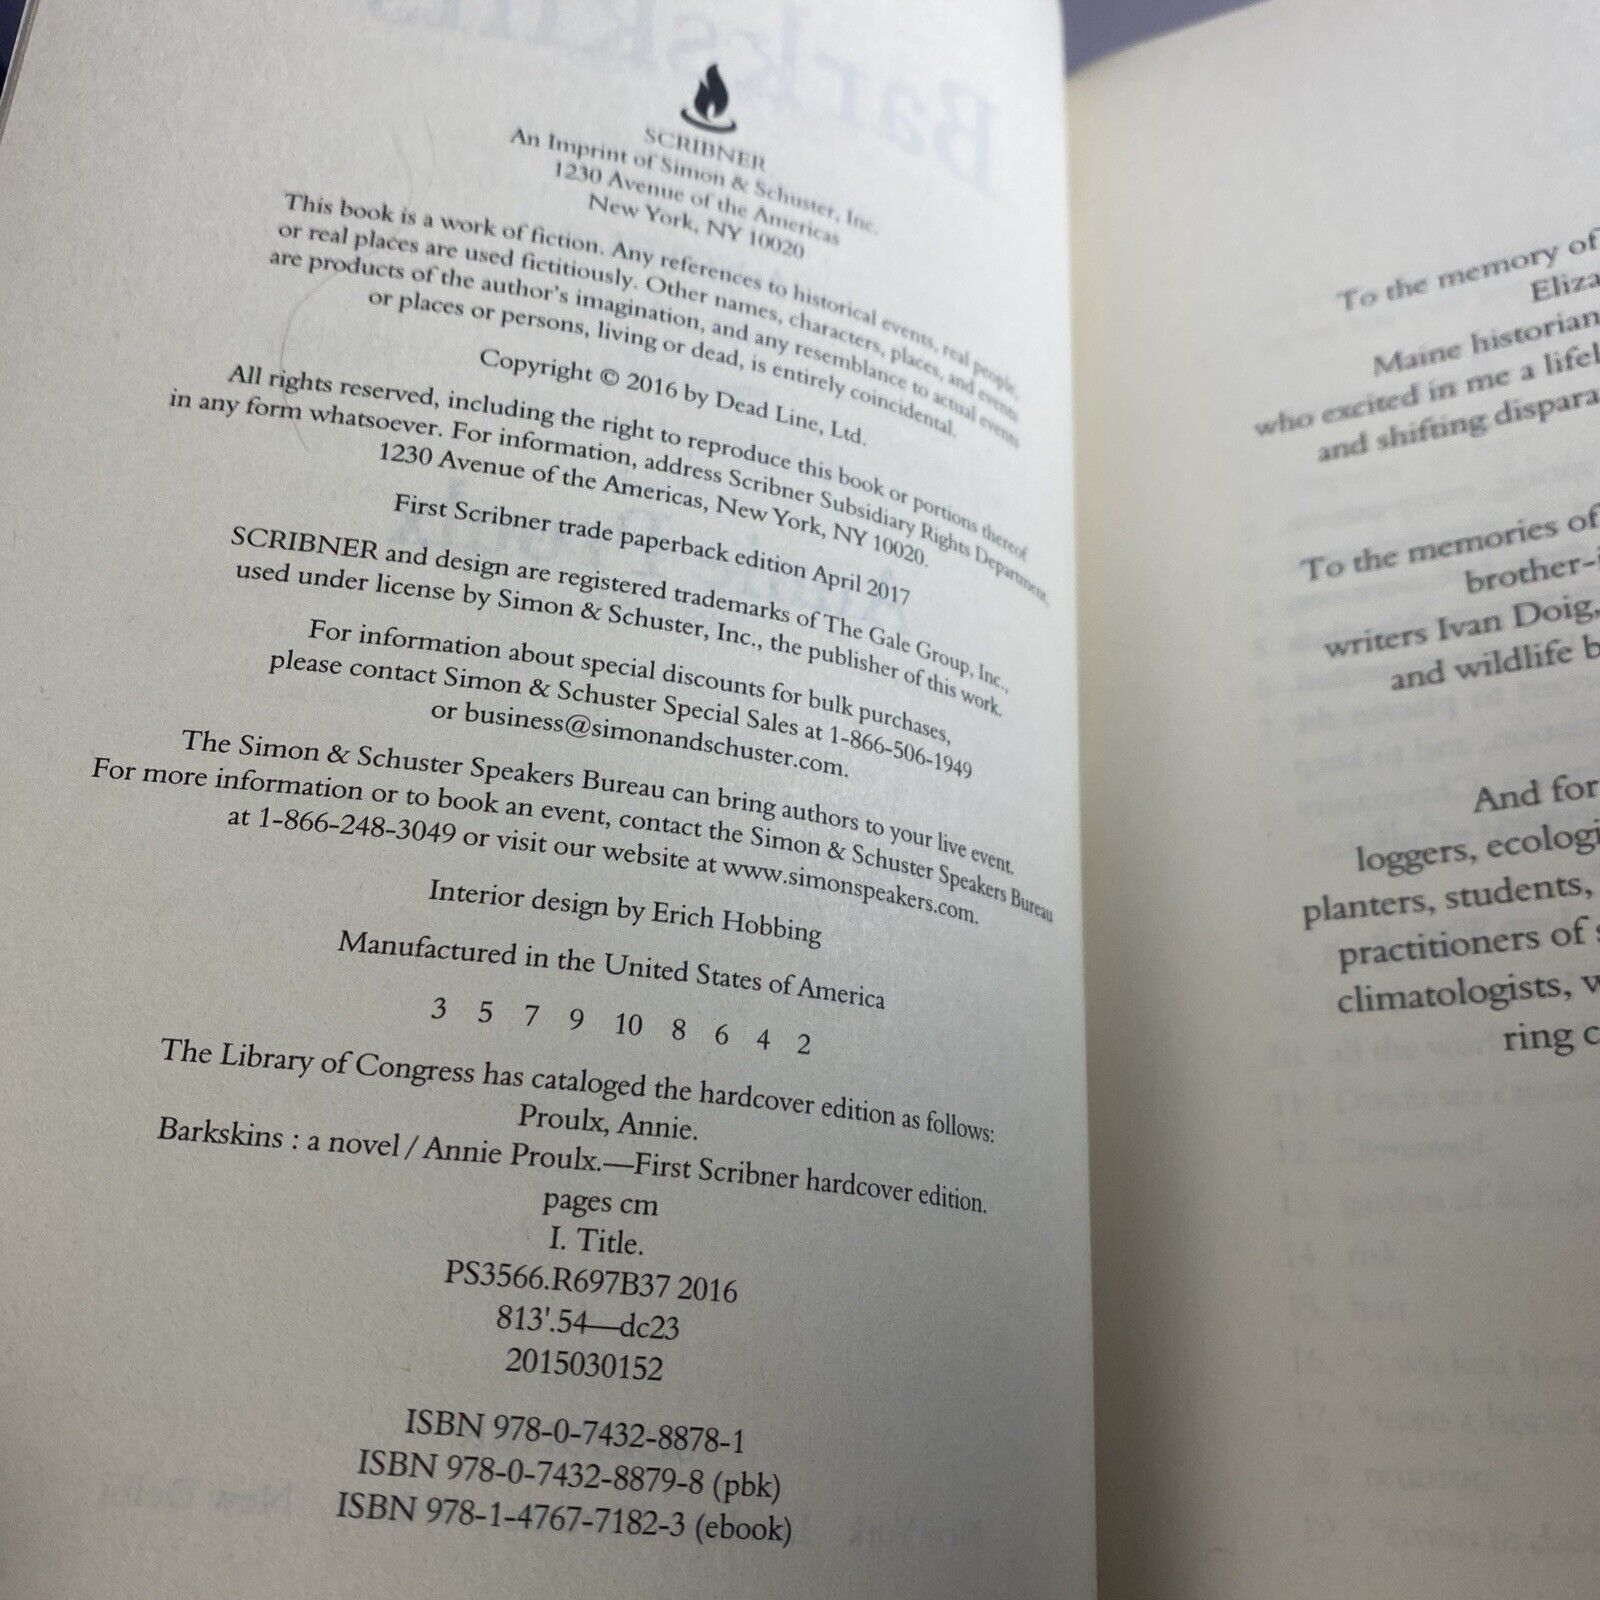 SCRIBNER
An Imprint of Simon & Schuster, Inc.
1230 Avenue of the Americas
New York, NY 10020
This book is a work of fiction. Any references to historical events, real people,
or real places are used fictitiously. Other names, characters, places, and events
are products of the author's imagination, and any resemblance to actual events
or places or persons, living or dead, is entirely coincidental.
Copyright © 2016 by Dead Line, Ltd.
All rights reserved, including the right to reproduce this book or portions thereof
in any form whatsoever. For information, address Scribner Subsidiary Rights Department,
1230 Avenue of the Americas, New York, NY 10020.
First Scribner trade paperback edition April 2017
SCRIBNER and design are registered trademarks of The Gale Group, Inc.,
used under license by Simon & Schuster, Inc., the publisher of this work.
For information about special discounts for bulk purchases,
please contact Simon & Schuster Special Sales at 1-866-506-1949
or business@simonandschuster.com.
The Simon & Schuster Speakers Bureau can bring authors to your live event.
For more information or to book an event, contact the Simon & Schuster Speakers Bureau
at 1-866-248-3049 or visit our website at www.simonspeakers.com.
Interior design by Erich Hobbing
Manufactured in the United States of America
3 5 7 9 10 8 6 4 2
The Library of Congress has cataloged the hardcover edition as follows:
Proulx, Annie.
Barkskins : a novel / Annie Proulx.—First Scribner hardcover edition.
pages cm
I. Title.
PS3566.R697B37 2016
813'.54—dc23
2015030152
ISBN 978-0-7432-8878-1
ISBN 978-0-7432-8879-8 (pbk)
ISBN 978-1-4767-7182-3 (ebook)
To the memory of
Eliza
Maine historian
who excited in me a lifel
and shifting dispara
To the memories of
brother-i
writers Ivan Doig,
and wildlife b
And for
loggers, ecologi
planters, students,
practitioners of s
climatologists, w
ring c